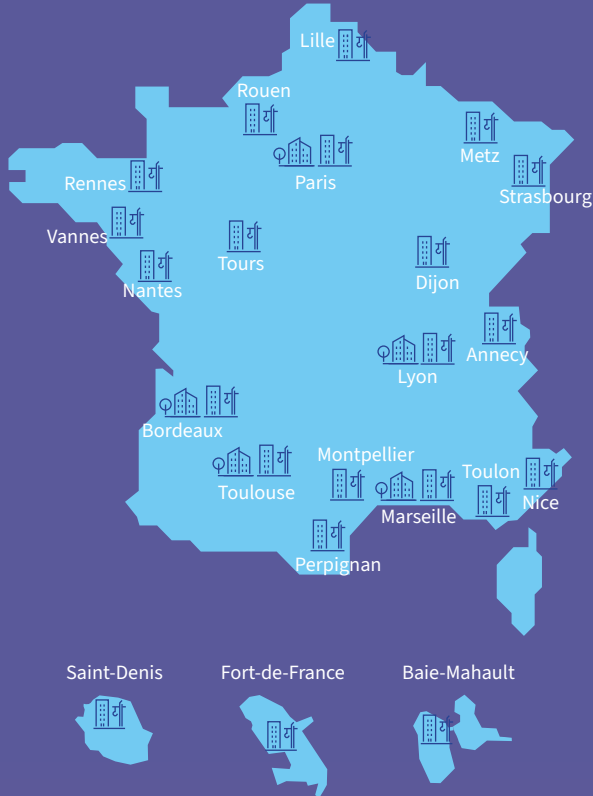 Lille
Rouen
Paris
Metz
Strasbourg
Rennes
Vannes
Nantes
Tours
Dijon
Annecy
Lyon
Bordeaux
Toulouse
Montpellier
Marseille
Toulon
Nice
Perpignan
Saint-Denis
Fort-de-France
Baie-Mahault